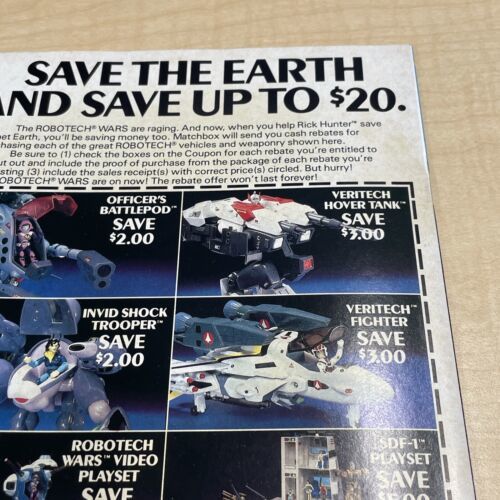 SAVE THE EARTH
AND SAVE UP TO $20.
The ROBOTECH® WARS are raging. And now, when you help Rick Hunter™ save
et Earth, you'll be saving money too. Matchbox will send you cash rebates for
chasing each of the great ROBOTECH® vehicles and weaponry shown here.
Be sure to (1) check the boxes on the Coupon for each rebate you're entitled to
ut out and include the proof of purchase from the package of each rebate you're
sting (3) include the sales receipt(s) with correct price(s) circled. But hurry!
OBOTECH® WARS are on now! The rebate offer won't last forever!
OFFICER'S
BATTLEPOD™
SAVE
$2.00
VERITECH
HOVER TANK™
SAVE
$3.00
INVID SHOCK
TROOPER™
SAVE
$2.00
VERITECH™
FIGHTER
SAVE
$3.00
ROBOTECH
WARS™ VIDEO
PLAYSET
SAVE
SDF-1™
PLAYSET
SAVE